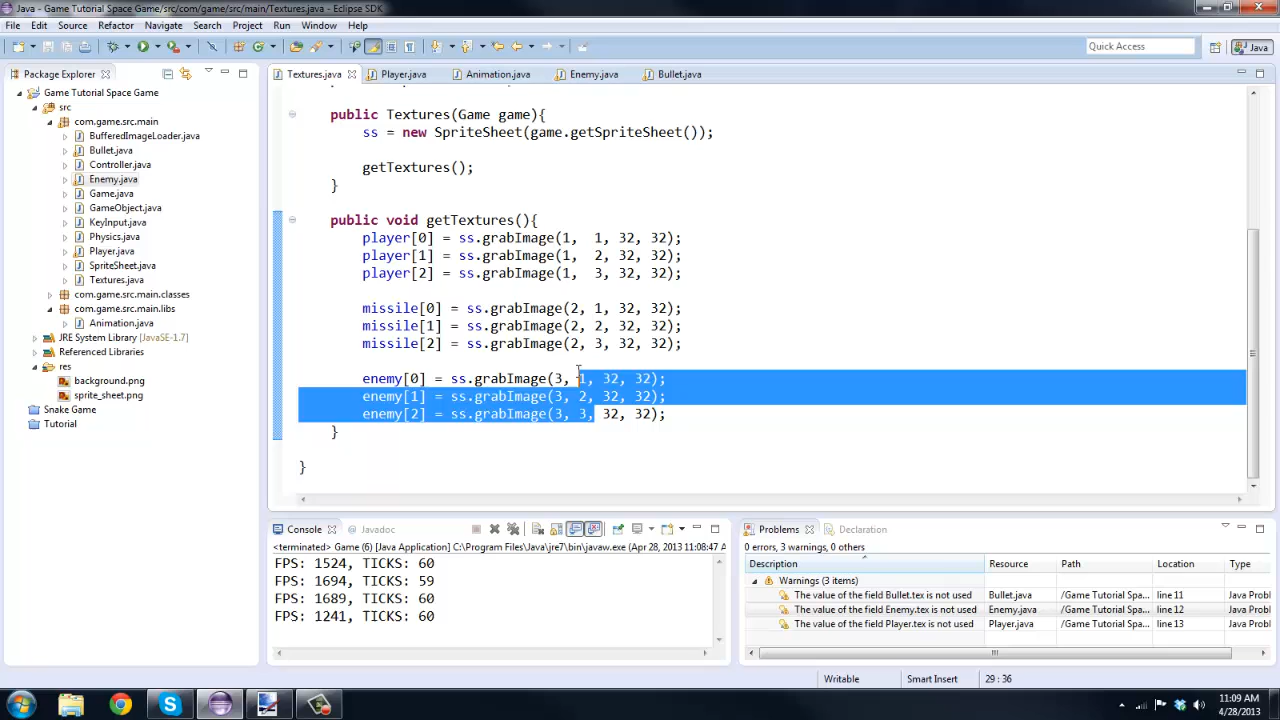 Java - Game Tutorial Space Game/src/com/game/src/main/Textures.java - Eclipse SDK
File Edit Source Refactor Navigate Search Project Run Window Help
Quick Access
Java
Package Explorer
Textures.java Player.java Animation.java Enemy.java Bullet.java
Game Tutorial Space Game
src
com.game.src.main
BufferedImageLoader.java
Bullet.java
Controller.java
Enemy.java
Game.java
GameObject.java
KeyInput.java
Physics.java
Player.java
SpriteSheet.java
Textures.java
com.game.src.main.classes
com.game.src.main.libs
Animation.java
JRE System Library [JavaSE-1.7]
Referenced Libraries
res
background.png
sprite_sheet.png
Snake Game
Tutorial
public Textures(Game game){
ss = new SpriteSheet(game.getSpriteSheet());
getTextures();
}
public void getTextures(){
player[0] = ss.grabImage(1,  1, 32, 32);
player[1] = ss.grabImage(1,  2, 32, 32);
player[2] = ss.grabImage(1,  3, 32, 32);
missile[0] = ss.grabImage(2, 1, 32, 32);
missile[1] = ss.grabImage(2, 2, 32, 32);
missile[2] = ss.grabImage(2, 3, 32, 32);
enemy[0] = ss.grabImage(3, 1, 32, 32);
enemy[1] = ss.grabImage(3, 2, 32, 32);
enemy[2] = ss.grabImage(3, 3, 32, 32);
}
}
Console Javadoc
<terminated> Game (6) [Java Application] C:\Program Files\Java\jre7\bin\javaw.exe (Apr 28, 2013 11:08:47 A
FPS: 1524, TICKS: 60
FPS: 1694, TICKS: 59
FPS: 1689, TICKS: 60
FPS: 1241, TICKS: 60
Problems Declaration
0 errors, 3 warnings, 0 others
Description Resource Path Location Type
Warnings (3 items)
The value of the field Bullet.tex is not used Bullet.java /Game Tutorial Spa... line 11 Java Probl
The value of the field Enemy.tex is not used Enemy.java /Game Tutorial Spa... line 12 Java Probl
The value of the field Player.tex is not used Player.java /Game Tutorial Spa... line 13 Java Probl
Writable Smart Insert 29 : 36
11:09 AM
4/28/2013